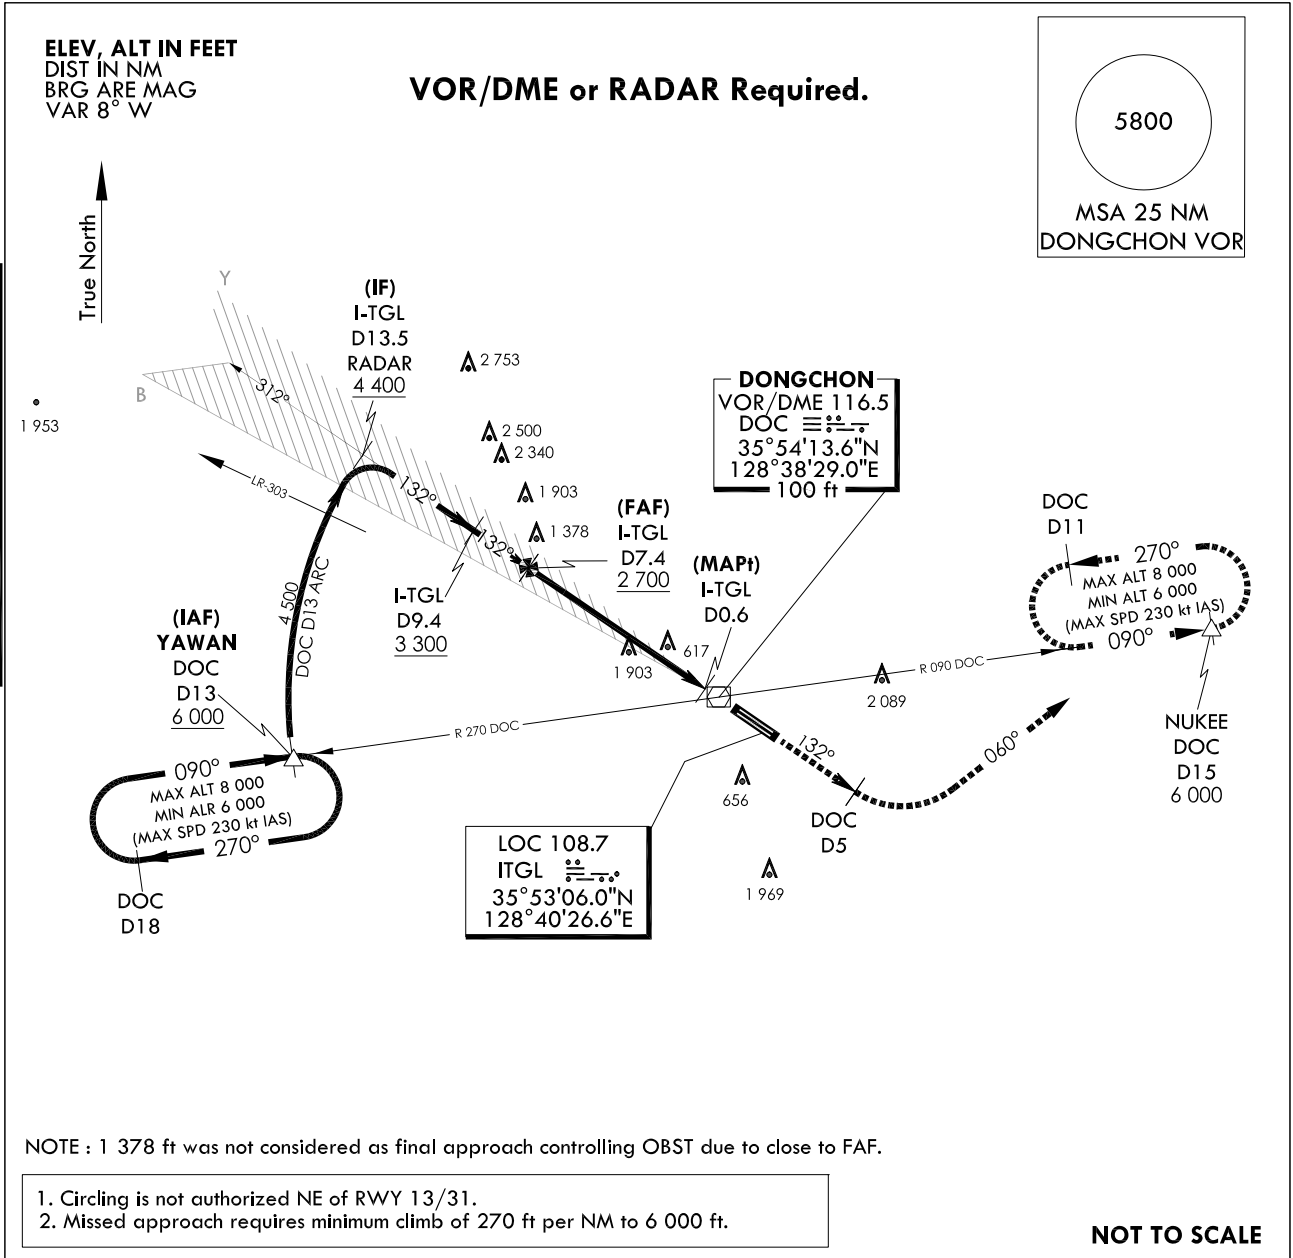 ELEV, ALT IN FEET
DIST IN NM
BRG ARE MAG
VAR 8° W
VOR/DME or RADAR Required.
5800
MSA 25 NM
DONGCHON VOR
True North
Y
B
312°
1 953
(IF)
I-TGL
D13.5
RADAR
4 400
2 753
2 500
2 340
1 903
1 378
LR-303
132°
132°
(FAF)
I-TGL
D7.4
2 700
DONGCHON
VOR/DME 116.5
DOC
35°54'13.6"N
128°38'29.0"E
100 ft
(MAPt)
I-TGL
D0.6
I-TGL
D9.4
3 300
4 500
DOC D13 ARC
(IAF)
YAWAN
DOC
D13
6 000
617
1 903
2 089
R 090 DOC
R 270 DOC
DOC
D11
270°
MAX ALT 8 000
MIN ALT 6 000
(MAX SPD 230 kt IAS)
090°
NUKEE
DOC
D15
6 000
090°
MAX ALT 8 000
MIN ALR 6 000
(MAX SPD 230 kt IAS)
270°
DOC
D18
132°
060°
DOC
D5
656
1 969
LOC 108.7
ITGL
35°53'06.0"N
128°40'26.6"E
NOTE : 1 378 ft was not considered as final approach controlling OBST due to close to FAF.
1. Circling is not authorized NE of RWY 13/31.
2. Missed approach requires minimum climb of 270 ft per NM to 6 000 ft.
NOT TO SCALE